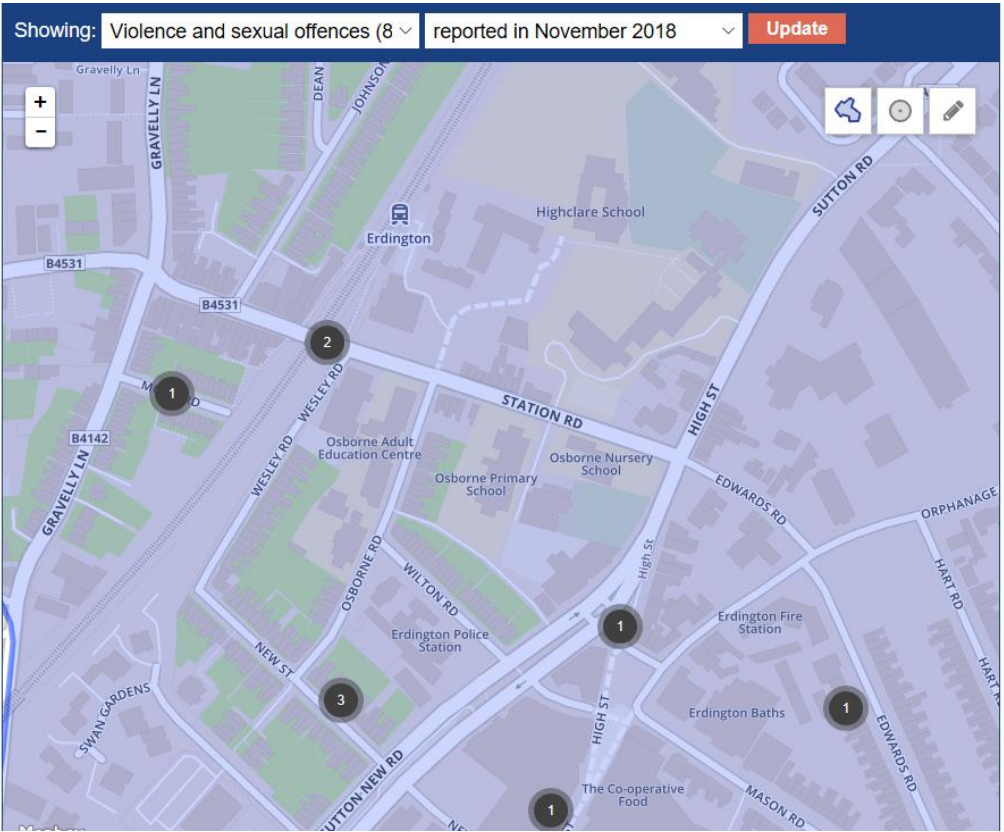 Showing: Violence and sexual offences (8 reported in November 2018 Update
Gravelly Ln
+
−
GRAVELLY LN
DEAN
JOHNSON
SUTTON RD
Highclare School
Erdington
B4531
B4531
2
1
RD
WESLEY RD
HIGH ST
STATION RD
B4142
GRAVELLY LN
WESLEY RD
Osborne Adult
Education Centre
Osborne Primary
School
Osborne Nursery
School
EDWARDS RD
ORPHANAGE
High St
HART RD
OSBORNE RD
WILTON RD
1
Erdington Fire
Station
Erdington Police
Station
NEW ST
HART
3
SWAN GARDENS
HIGH ST
Erdington Baths
1
EDWARDS RD
SUTTON NEW RD
The Co-operative
Food
MASON RD
1